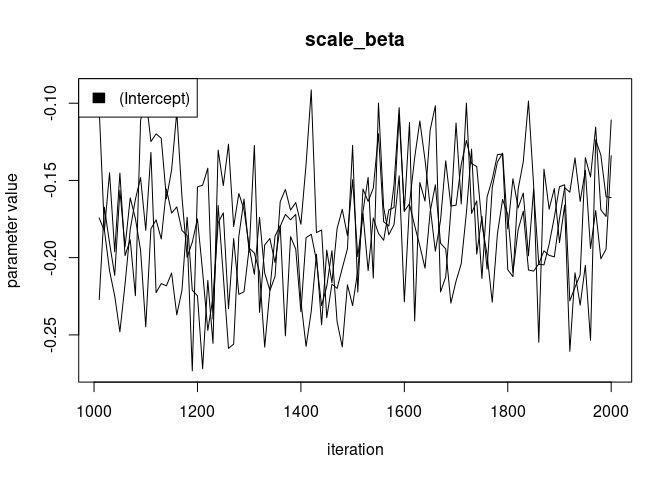 scale_beta
(Intercept)
-0.10
-0.15
-0.20
-0.25
parameter value
1000 1200 1400 1600 1800 2000
iteration